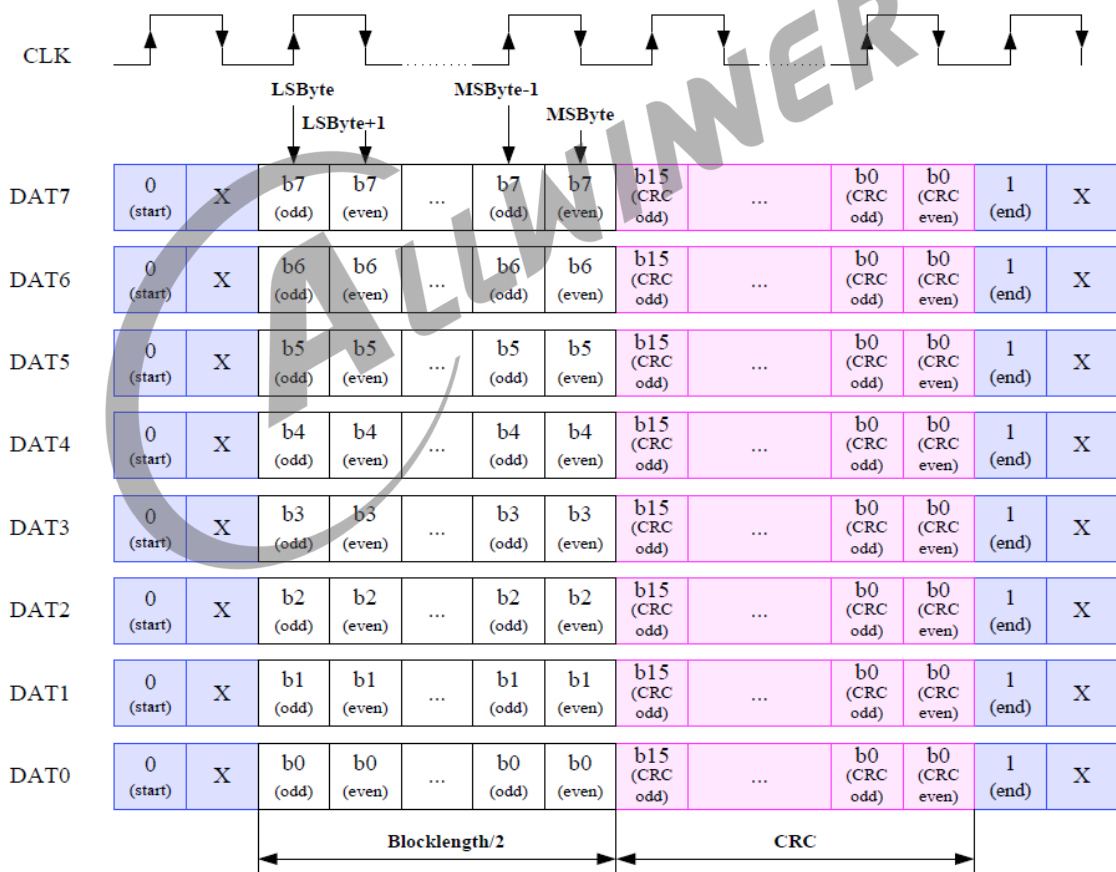 CLK
LSByte MSByte-1
LSByte+1 MSByte
ALLWINNER
DAT7 0 (start) X b7 (odd) b7 (even) ... b7 (odd) b7 (even) b15 (CRC odd) ... b0 (CRC odd) b0 (CRC even) 1 (end) X
DAT6 0 (start) X b6 (odd) b6 (even) ... b6 (odd) b6 (even) b15 (CRC odd) ... b0 (CRC odd) b0 (CRC even) 1 (end) X
DAT5 0 (start) X b5 (odd) b5 (even) ... b5 (odd) b5 (even) b15 (CRC odd) ... b0 (CRC odd) b0 (CRC even) 1 (end) X
DAT4 0 (start) X b4 (odd) b4 (even) ... b4 (odd) b4 (even) b15 (CRC odd) ... b0 (CRC odd) b0 (CRC even) 1 (end) X
DAT3 0 (start) X b3 (odd) b3 (even) ... b3 (odd) b3 (even) b15 (CRC odd) ... b0 (CRC odd) b0 (CRC even) 1 (end) X
DAT2 0 (start) X b2 (odd) b2 (even) ... b2 (odd) b2 (even) b15 (CRC odd) ... b0 (CRC odd) b0 (CRC even) 1 (end) X
DAT1 0 (start) X b1 (odd) b1 (even) ... b1 (odd) b1 (even) b15 (CRC odd) ... b0 (CRC odd) b0 (CRC even) 1 (end) X
DAT0 0 (start) X b0 (odd) b0 (even) ... b0 (odd) b0 (even) b15 (CRC odd) ... b0 (CRC odd) b0 (CRC even) 1 (end) X
Blocklength/2 CRC